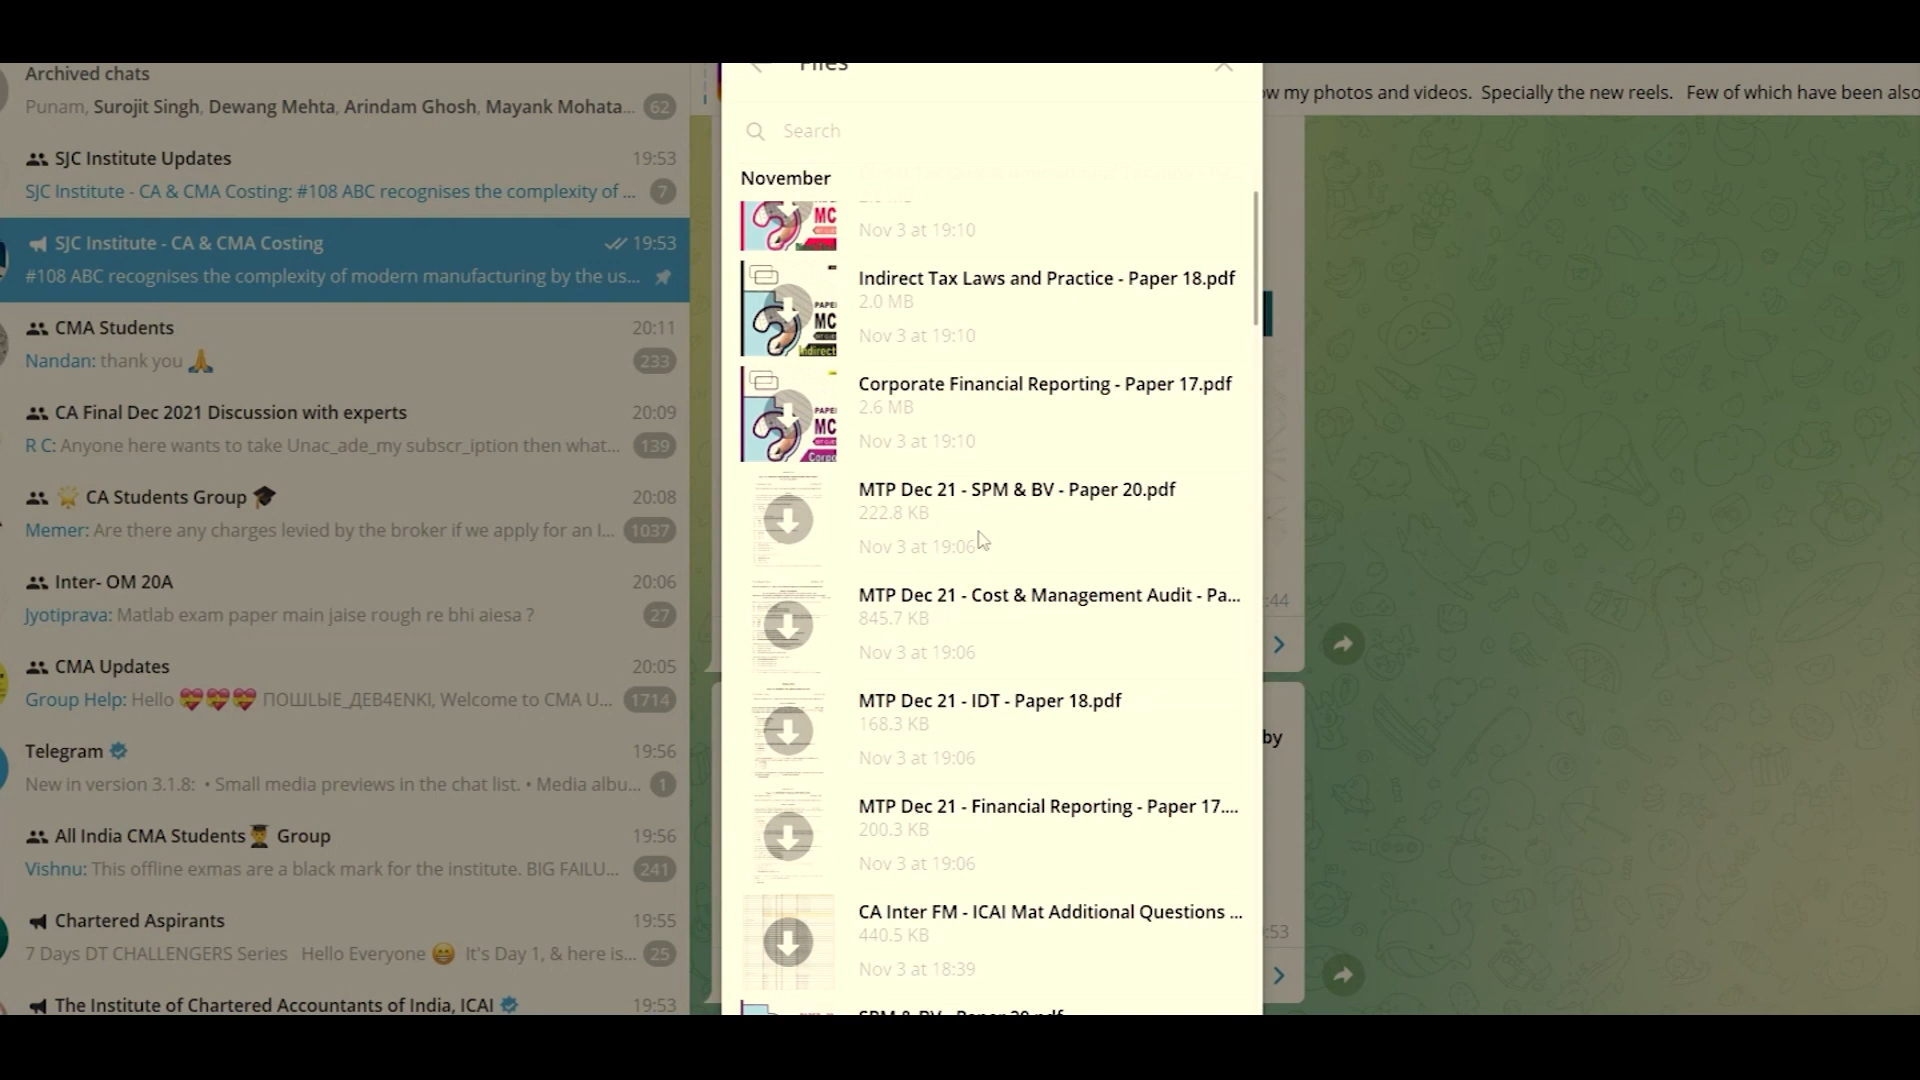 Archived chats
Punam, Surojit Singh, Dewang Mehta, Arindam Ghosh, Mayank Mohata... 62
SJC Institute Updates 19:53
SJC Institute - CA & CMA Costing: #108 ABC recognises the complexity of ... 7
SJC Institute - CA & CMA Costing 19:53
#108 ABC recognises the complexity of modern manufacturing by the us...
CMA Students 20:11
Nandan: thank you 🙏 233
CA Final Dec 2021 Discussion with experts 20:09
R C: Anyone here wants to take Unac_ade_my subscr_iption then what... 139
🌟 CA Students Group 🎓 20:08
Memer: Are there any charges levied by the broker if we apply for an I... 1037
Inter- OM 20A 20:06
Jyotiprava: Matlab exam paper main jaise rough re bhi aiesa ? 27
CMA Updates 20:05
Group Help: Hello 💝💝💝 ПОШLЫЕ_ДЕВ4ЕNKI, Welcome to CMA U... 1714
Telegram 19:56
New in version 3.1.8: • Small media previews in the chat list. • Media albu... 1
All India CMA Students👨‍🎓 Group 19:56
Vishnu: This offline exmas are a black mark for the institute. BIG FAILU... 241
Chartered Aspirants 19:55
7 Days DT CHALLENGERS Series Hello Everyone 😀 It's Day 1, & here is... 25
The Institute of Chartered Accountants of India, ICAI 19:53
Files
Search
November
MC
Nov 3 at 19:10
Indirect Tax Laws and Practice - Paper 18.pdf
2.0 MB
Nov 3 at 19:10
PAPE
MC
Indirect
Corporate Financial Reporting - Paper 17.pdf
2.6 MB
Nov 3 at 19:10
PAPE
MC
Corpo
MTP Dec 21 - SPM & BV - Paper 20.pdf
222.8 KB
Nov 3 at 19:06
MTP Dec 21 - Cost & Management Audit - Pa...
845.7 KB
Nov 3 at 19:06
MTP Dec 21 - IDT - Paper 18.pdf
168.3 KB
Nov 3 at 19:06
MTP Dec 21 - Financial Reporting - Paper 17....
200.3 KB
Nov 3 at 19:06
CA Inter FM - ICAI Mat Additional Questions ...
440.5 KB
Nov 3 at 18:39
SPM & BV - Paper 20.pdf
ow my photos and videos. Specially the new reels. Few of which have been also
:44
by
:53